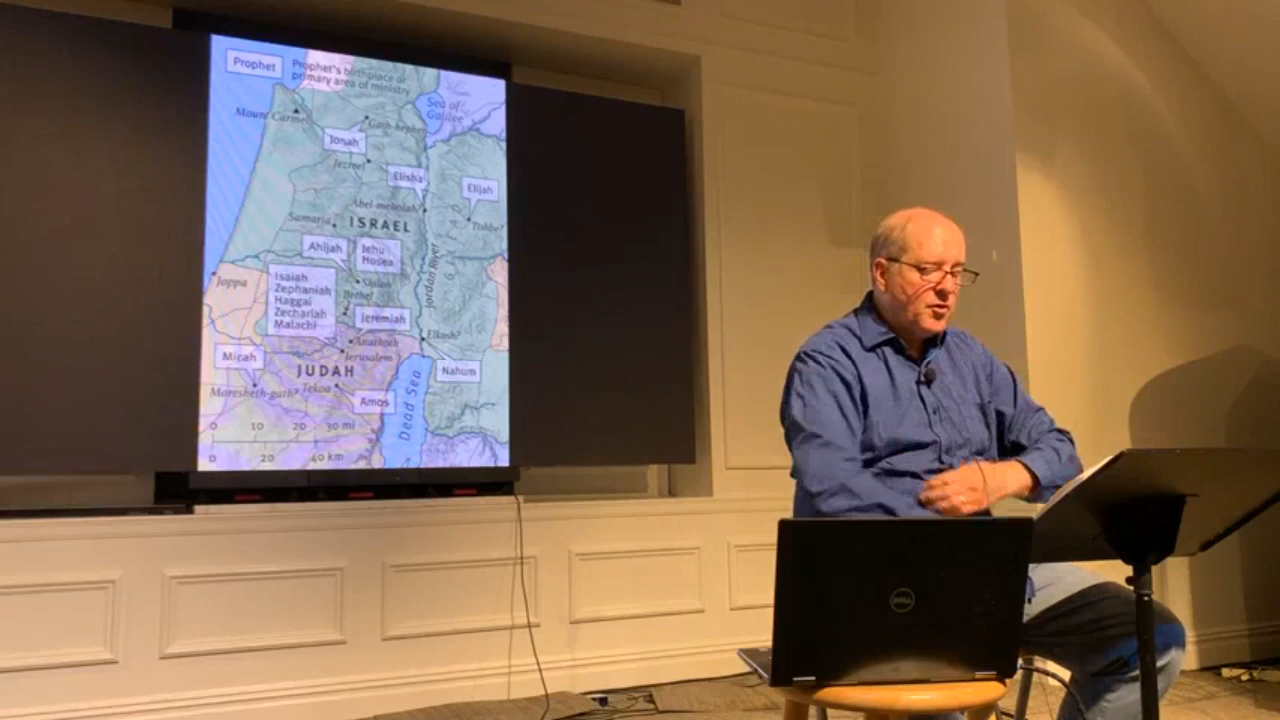 Prophet
Prophet's birthplace or
primary area of ministry
Sea of
Galilee
Mount Carmel
Gath-hepher
Jonah
Jezreel
Elisha
Elijah
Abel-meholah?
Samaria
ISRAEL
Tishbe?
GILEAD
Ahijah
Jehu
Hosea
Jordan River
Joppa
Isaiah
Zephaniah
Haggai
Zechariah
Malachi
Shiloh
Bethel
Jeremiah
Anathoth
Elkosh?
Jerusalem
Micah
JUDAH
Nahum
Moresheth-gath?
Tekoa
Amos
Dead Sea
0 10 20 30 mi
0 20 40 km
DELL